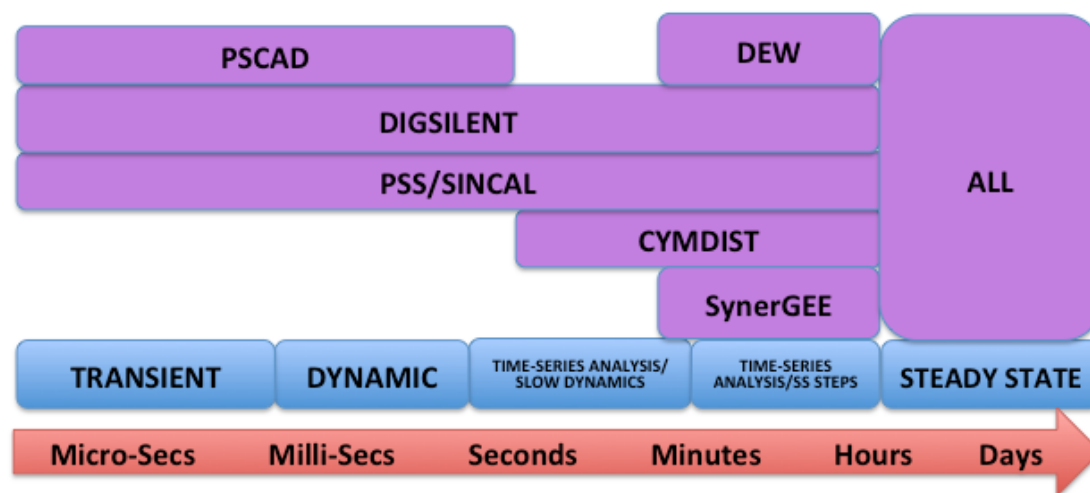 PSCAD
DEW
DIGSILENT
PSS/SINCAL
ALL
CYMDIST
SynerGEE
TRANSIENT
DYNAMIC
TIME-SERIES ANALYSIS/
SLOW DYNAMICS
TIME-SERIES
ANALYSIS/SS STEPS
STEADY STATE
Micro-Secs
Milli-Secs
Seconds
Minutes
Hours
Days